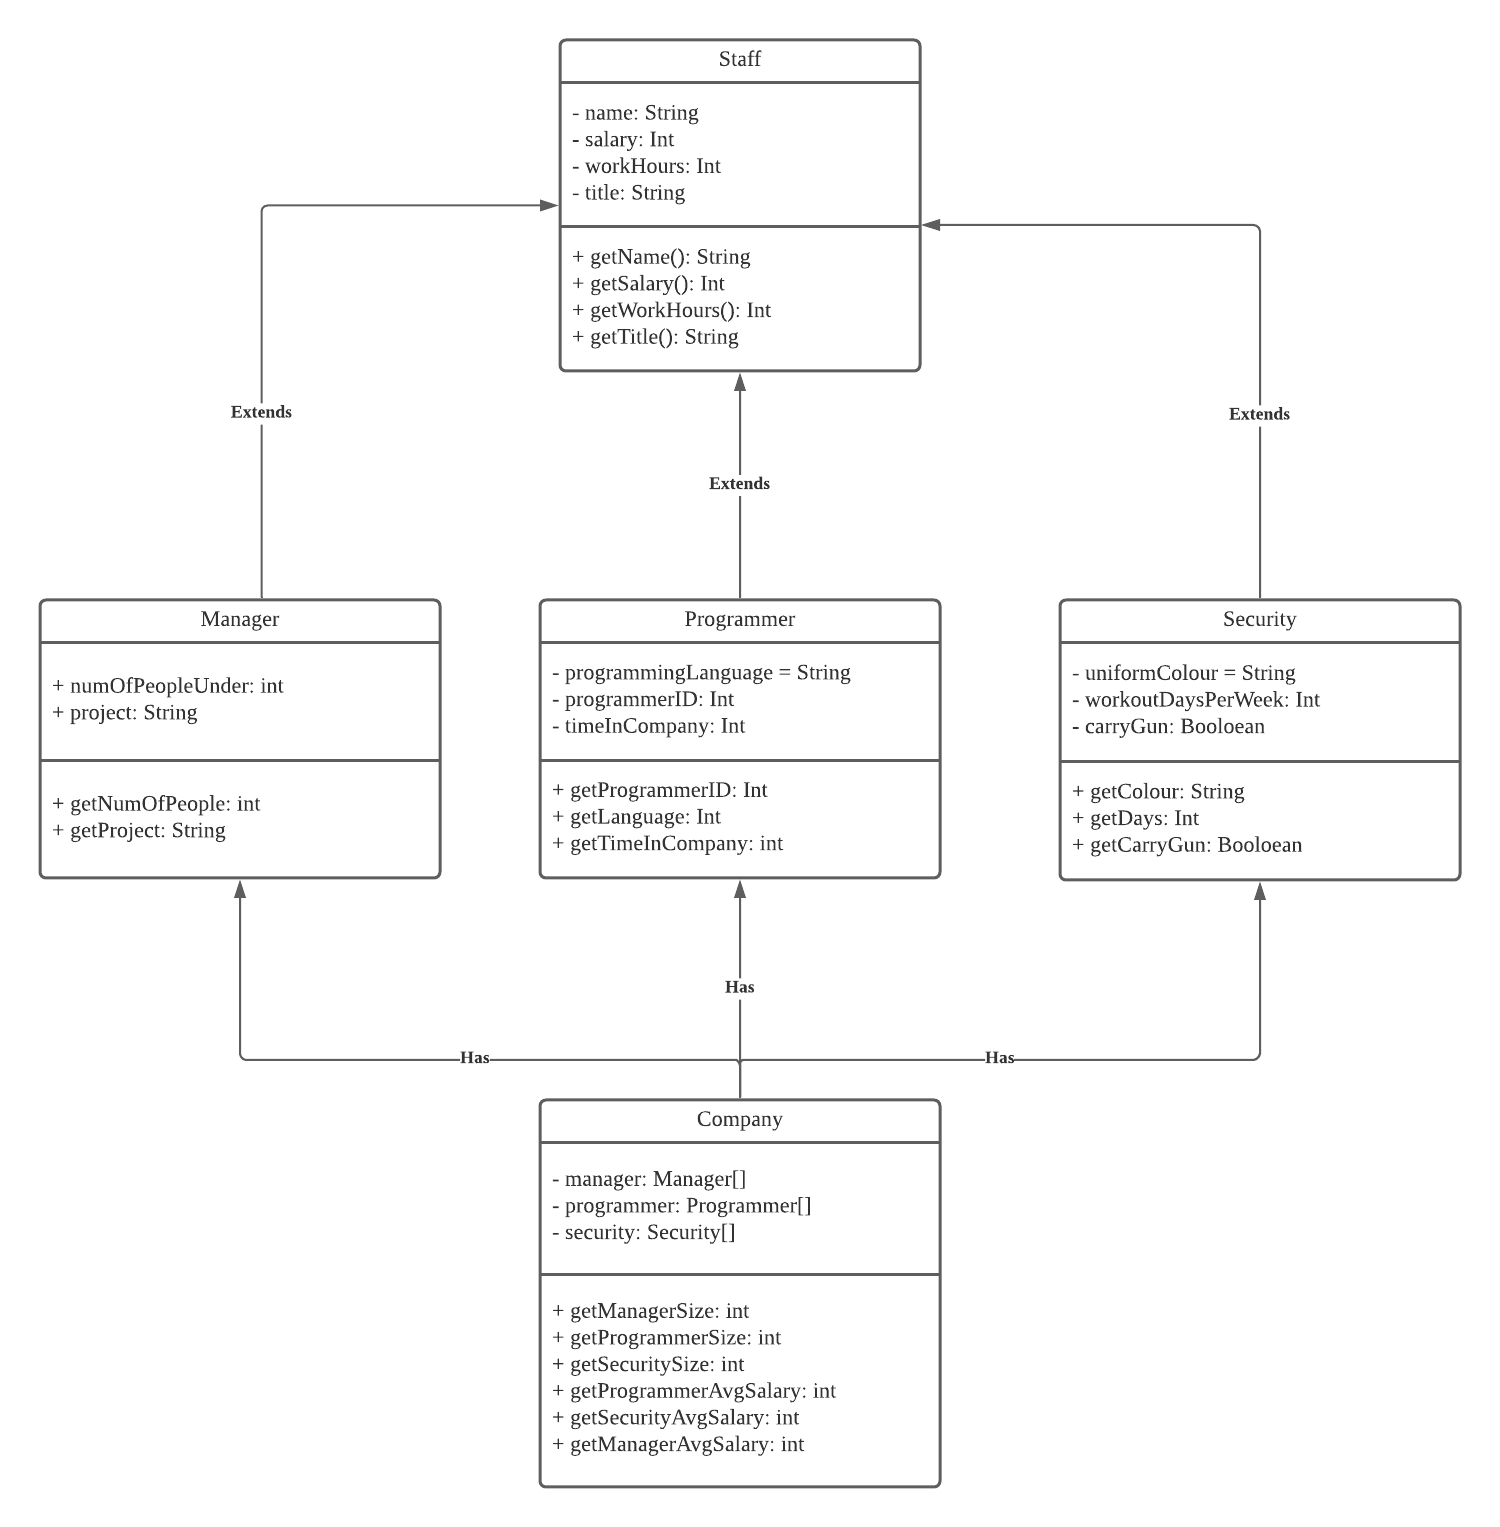 Staff
- name: String
- salary: Int
- workHours: Int
- title: String
+ getName(): String
+ getSalary(): Int
+ getWorkHours(): Int
+ getTitle(): String
Extends
Extends
Extends
Manager
+ numOfPeopleUnder: int
+ project: String
+ getNumOfPeople: int
+ getProject: String
Programmer
- programmingLanguage = String
- programmerID: Int
- timeInCompany: Int
+ getProgrammerID: Int
+ getLanguage: Int
+ getTimeInCompany: int
Security
- uniformColour = String
- workoutDaysPerWeek: Int
- carryGun: Booloean
+ getColour: String
+ getDays: Int
+ getCarryGun: Booloean
Has
Has
Has
Company
- manager: Manager[]
- programmer: Programmer[]
- security: Security[]
+ getManagerSize: int
+ getProgrammerSize: int
+ getSecuritySize: int
+ getProgrammerAvgSalary: int
+ getSecurityAvgSalary: int
+ getManagerAvgSalary: int